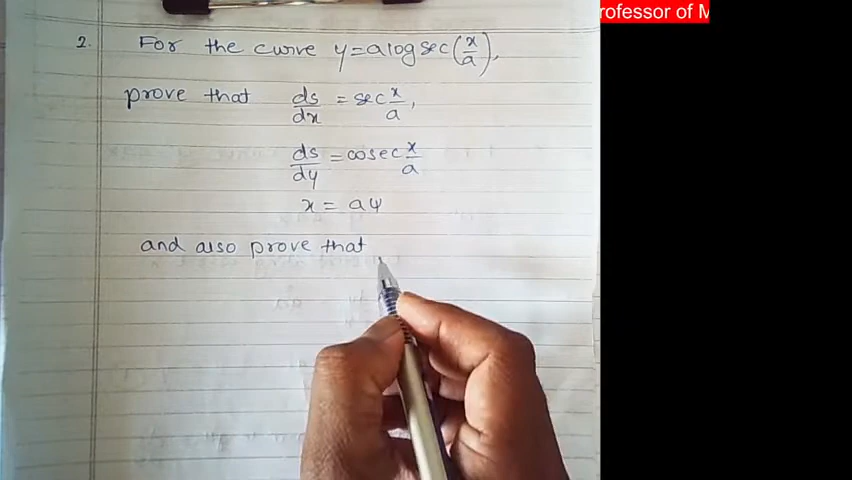 rofessor of M
2. For the curve y=a log sec(x/a),
prove that ds/dx = sec x/a,
ds/dy = cosec x/a
x = aψ
and also prove that